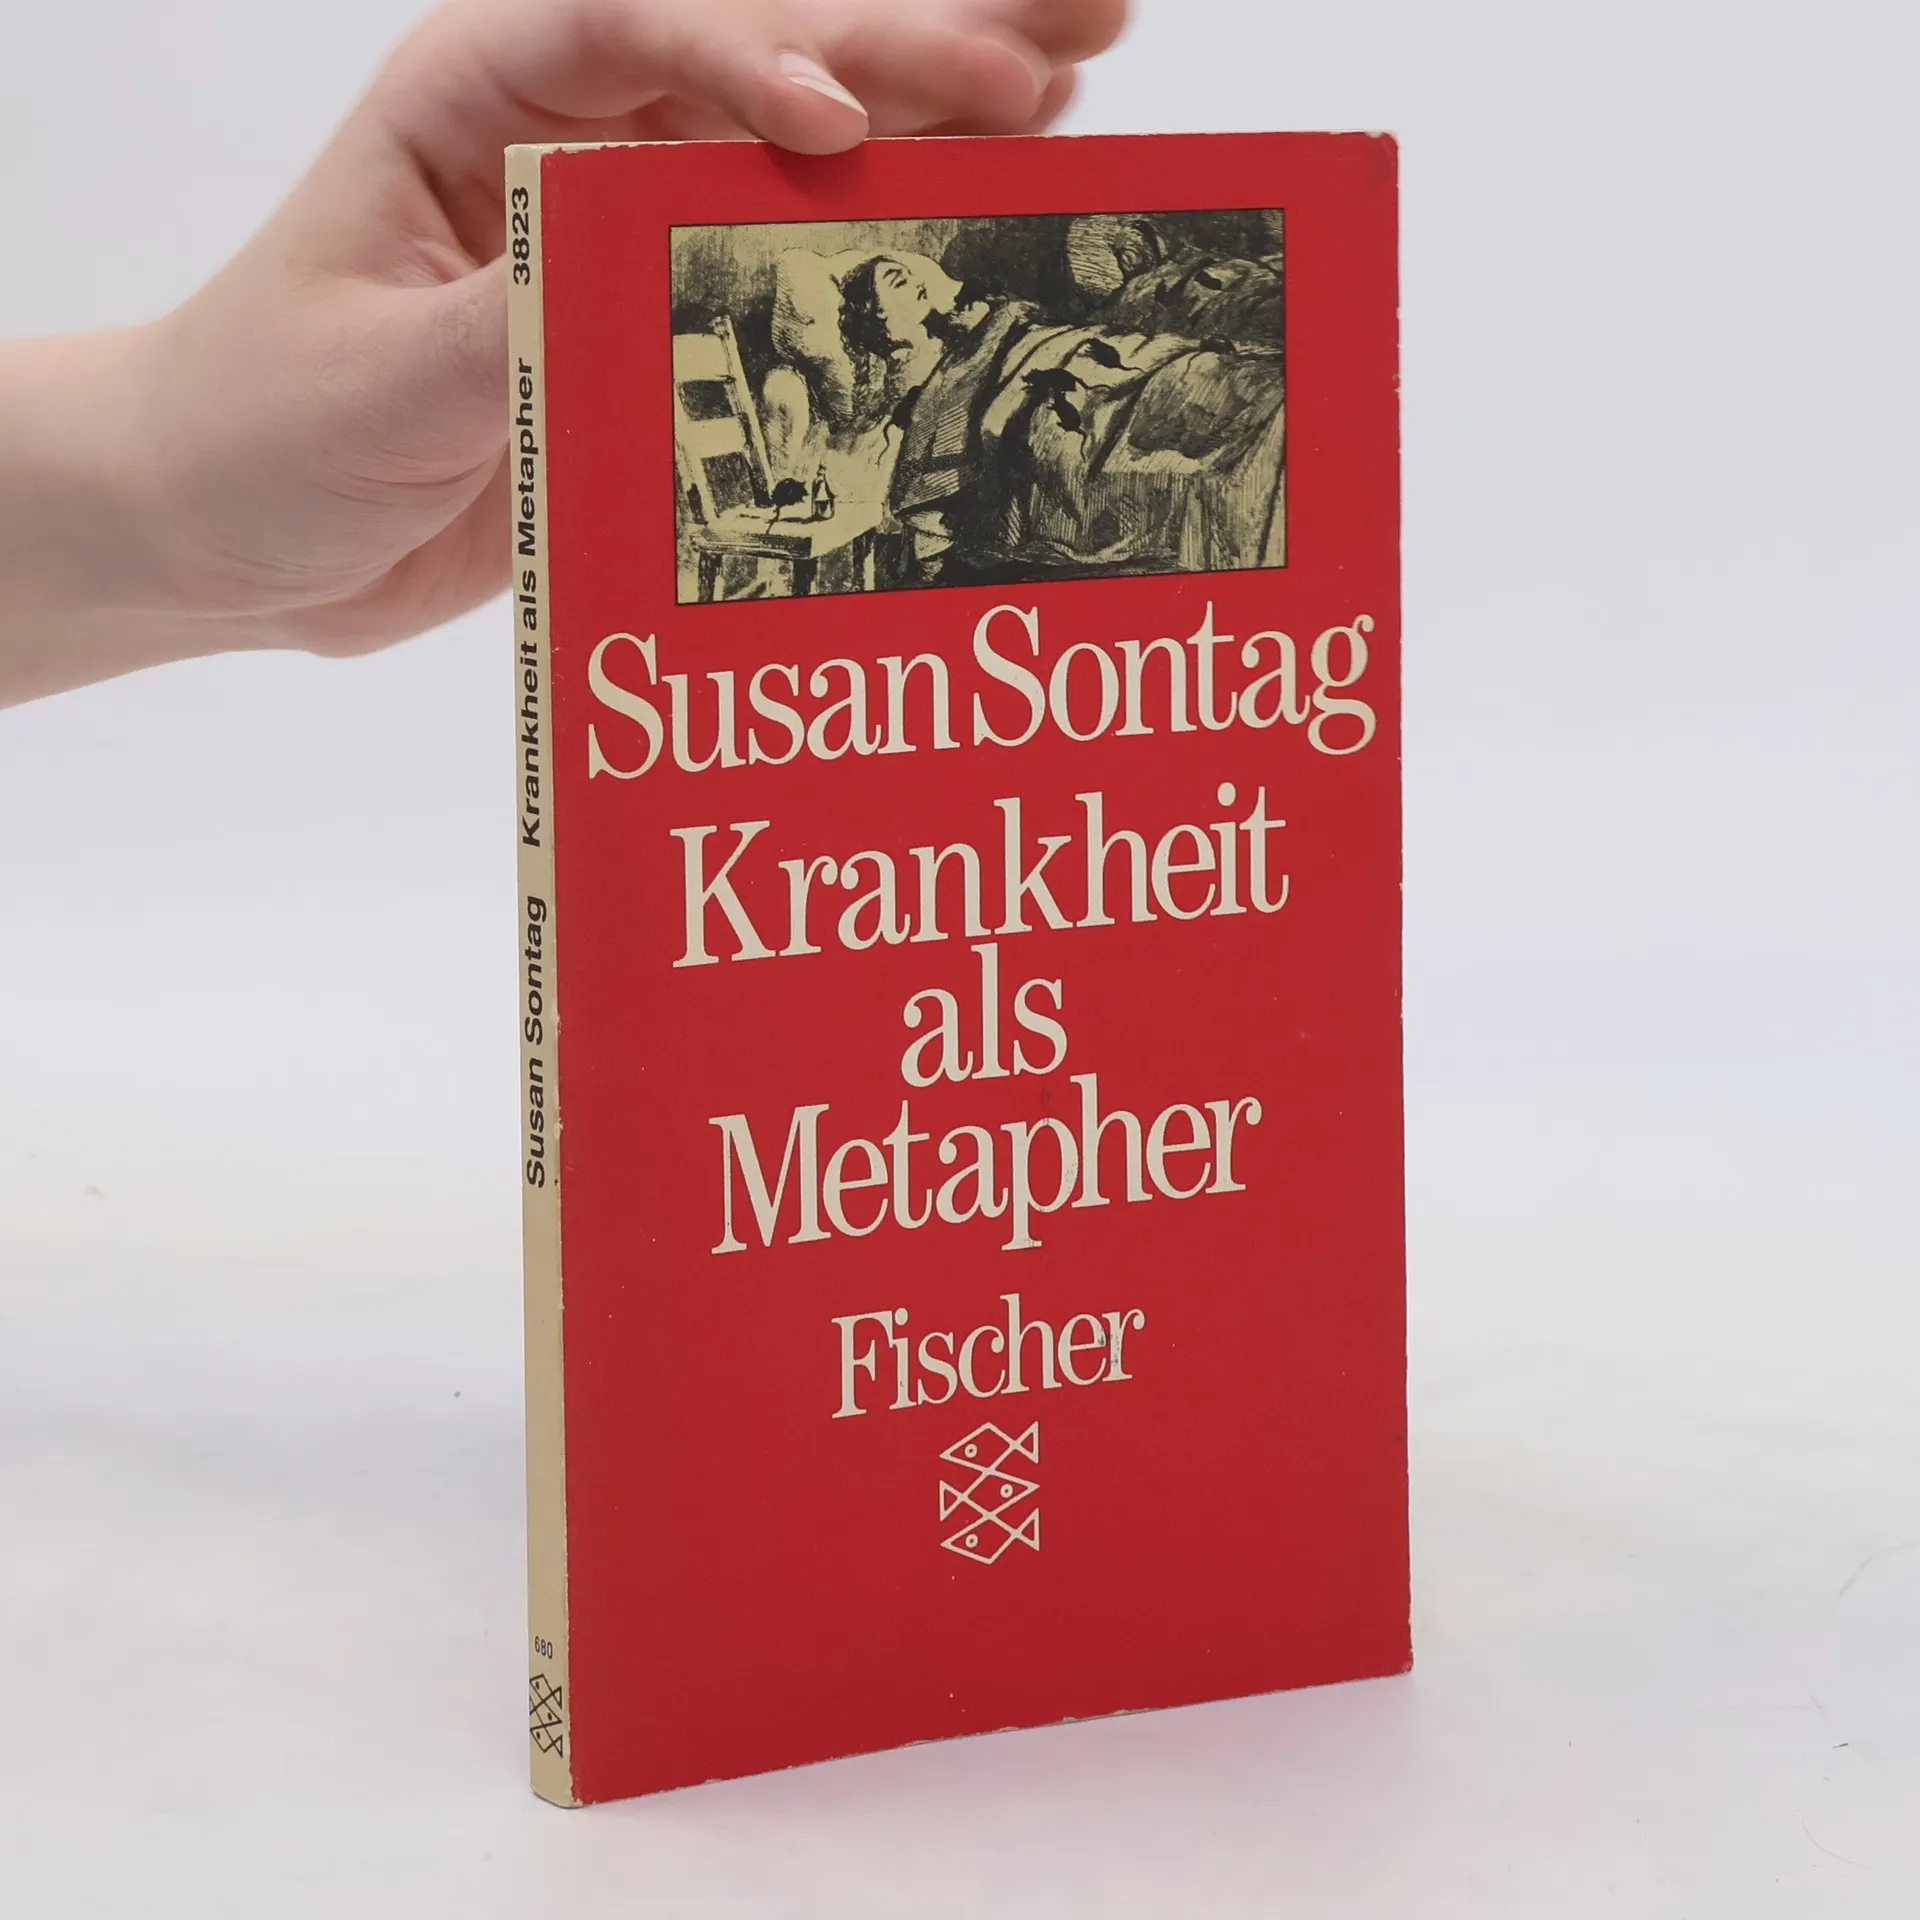 Susan Sontag
Krankheit
als
Metapher
Fischer
Susan Sontag Krankheit als Metapher 3823
680